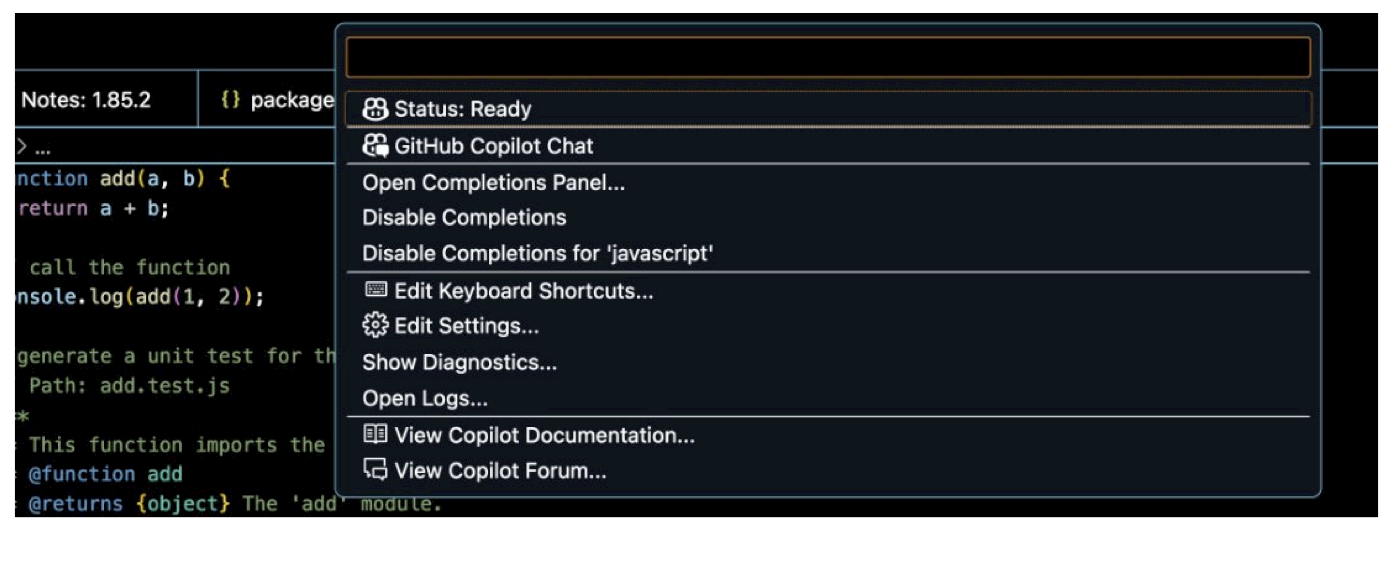 Notes: 1.85.2
{} package
> ...
nction add(a, b) {
return a + b;
call the function
nsole.log(add(1, 2));
generate a unit test for th
Path: add.test.js
*
This function imports the
@function add
@returns {object} The 'add' module.
Status: Ready
GitHub Copilot Chat
Open Completions Panel...
Disable Completions
Disable Completions for 'javascript'
Edit Keyboard Shortcuts...
Edit Settings...
Show Diagnostics...
Open Logs...
View Copilot Documentation...
View Copilot Forum...